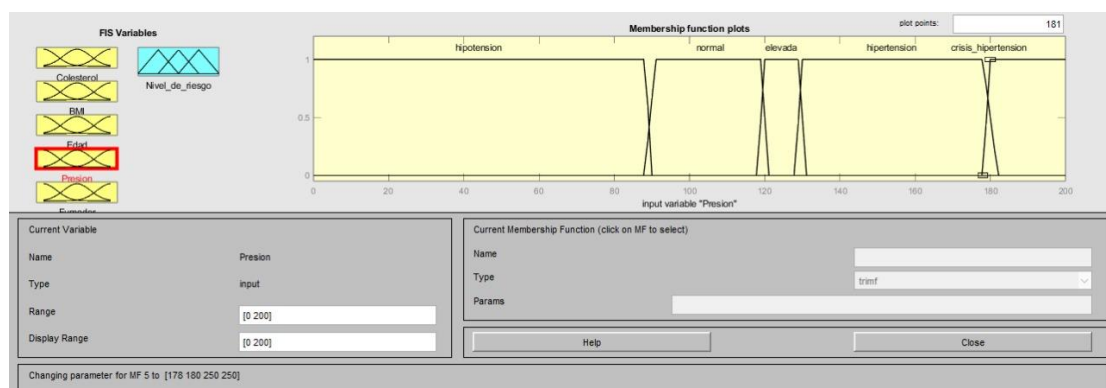 FIS Variables
Colesterol
BMI
Edad
Presion
Fumador
Nivel_de_riesgo
Membership function plots
plot points:
181
hipotension
normal
elevada
hipertension
crisis_hipertension
1
0.5
0
0 20 40 60 80 100 120 140 160 180 200
input variable "Presion"
Current Variable
Name
Presion
Type
input
Range
[0 200]
Display Range
[0 200]
Current Membership Function (click on MF to select)
Name
Type
trimf
Params
Help
Close
Changing parameter for MF 5 to [178 180 250 250]